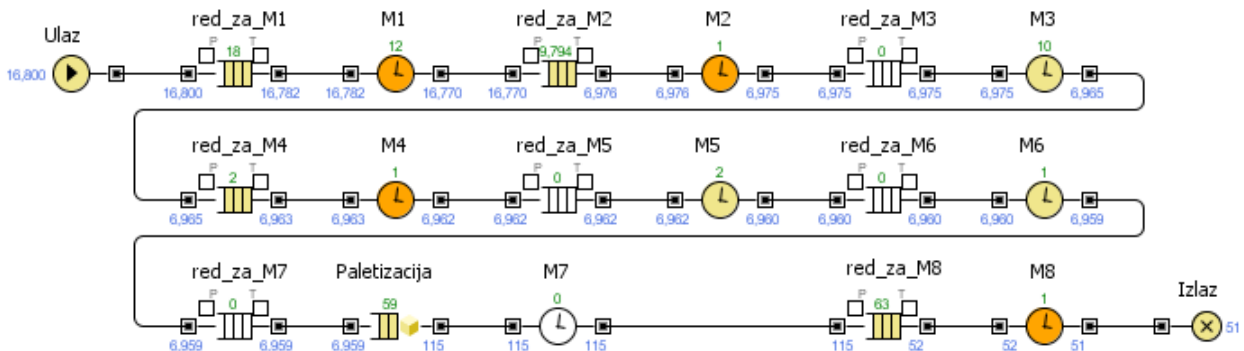 red_za_M1 M1 red_za_M2 M2 red_za_M3 M3
Ulaz
P T P T P T
18 12 9,794 1 0 10
16,800
16,800 16,782 16,782 16,770 16,770 6,976 6,976 6,975 6,975 6,975 6,975 6,965
red_za_M4 M4 red_za_M5 M5 red_za_M6 M6
P T P T P T
2 1 0 2 0 1
6,965 6,963 6,963 6,962 6,962 6,962 6,962 6,960 6,960 6,960 6,960 6,959
red_za_M7 Paletizacija M7 red_za_M8 M8
Izlaz
P T P T
0 59 0 63 1
51
6,959 6,959 6,959 115 115 115 115 52 52 51